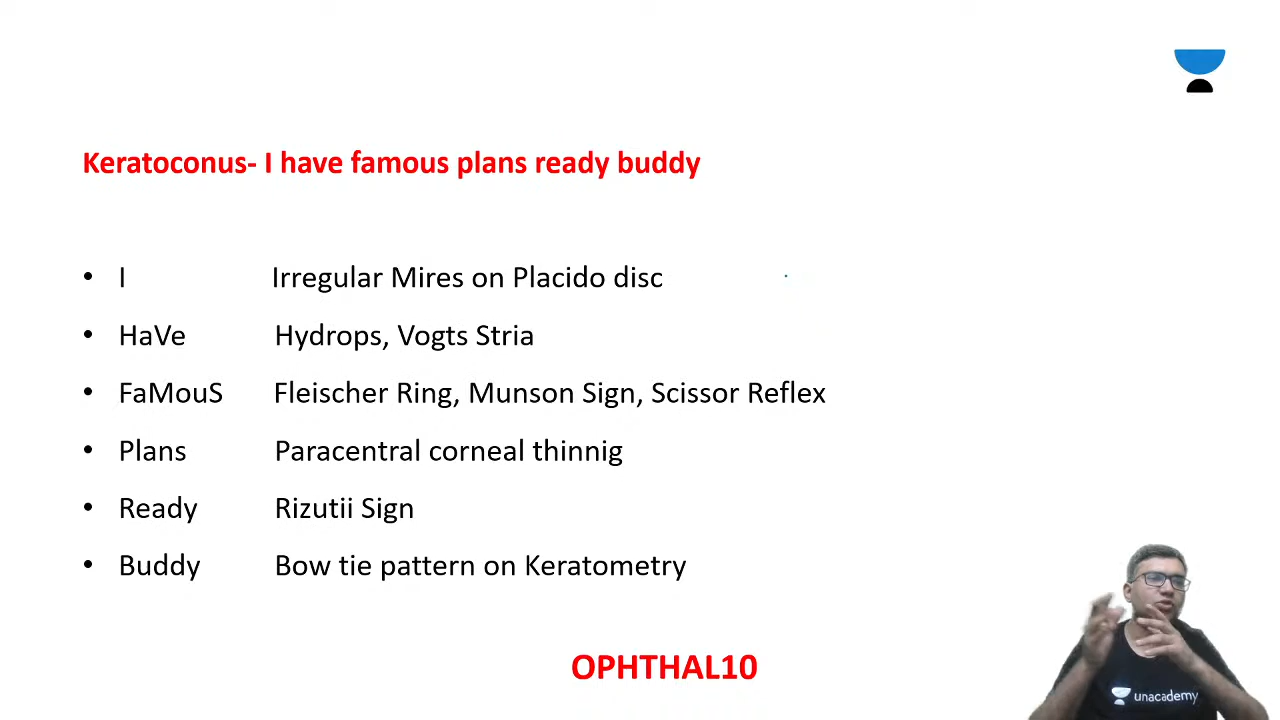 Keratoconus- I have famous plans ready buddy
• I Irregular Mires on Placido disc
• HaVe Hydrops, Vogts Stria
• FaMouS Fleischer Ring, Munson Sign, Scissor Reflex
• Plans Paracentral corneal thinnig
• Ready Rizutii Sign
• Buddy Bow tie pattern on Keratometry
OPHTHAL10
unacademy